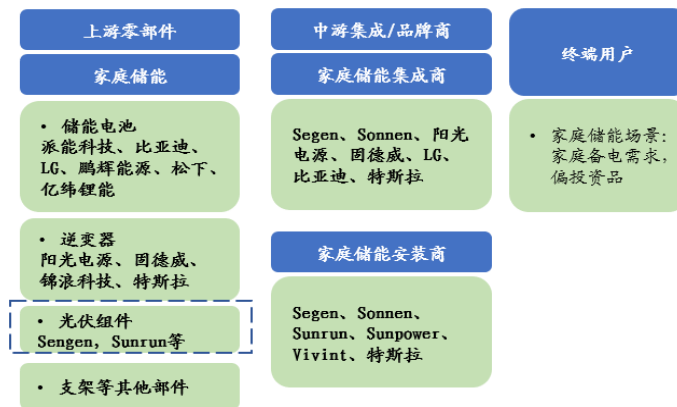 上游零部件
家庭储能
• 储能电池
派能科技、比亚迪、
LG、鹏辉能源、松下、
亿纬锂能
• 逆变器
阳光电源、固德威、
锦浪科技、特斯拉
• 光伏组件
Sengen, Sunrun等
• 支架等其他部件
中游集成/品牌商
家庭储能集成商
Segen、Sonnen、阳光
电源、固德威、LG、
比亚迪、特斯拉
家庭储能安装商
Segen、Sonnen、
Sunrun、Sunpower、
Vivint、特斯拉
终端用户
• 家庭储能场景:
家庭备电需求,
偏投资品